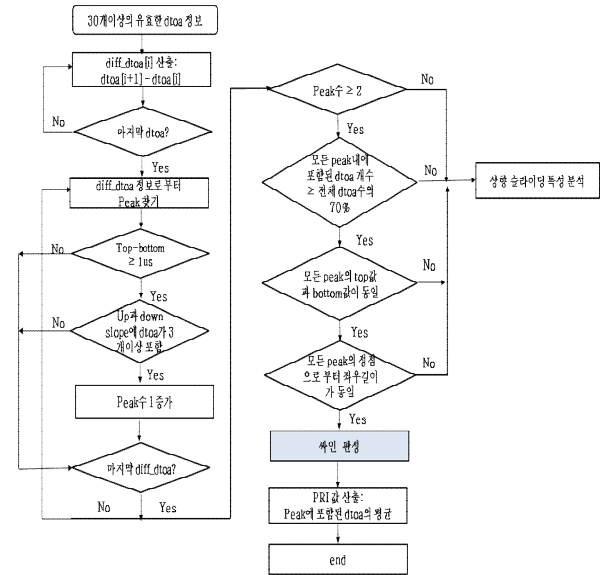 30개이상의 유효한 dtoa 정보
diff_dtoa[i] 산출:
dtoa[i+1] - dtoa[i]
No
마지막 dtoa?
Yes
diff_dtoa 정보로부터
Peak 찾기
No
Top-bottom
≥ 1us
Yes
No
Up과 down
slope에 dtoa가 3
개이상 포함
Yes
Peak수 1 증가
마지막 diff_dtoa?
No
Yes
Peak수 ≥ 2
No
Yes
모든 peak내에
포함된 dtoa 개수
≥ 전체 dtoa수의
70%
No
상향 슬라이딩 특성 분석
Yes
모든 peak의 top값
과 bottom값이 동일
No
Yes
모든 peak의 정점
으로 부터 좌우길이
가 동일
No
Yes
싸인 판정
PRI 값 산출:
Peak에 포함된 dtoa의 평균
end